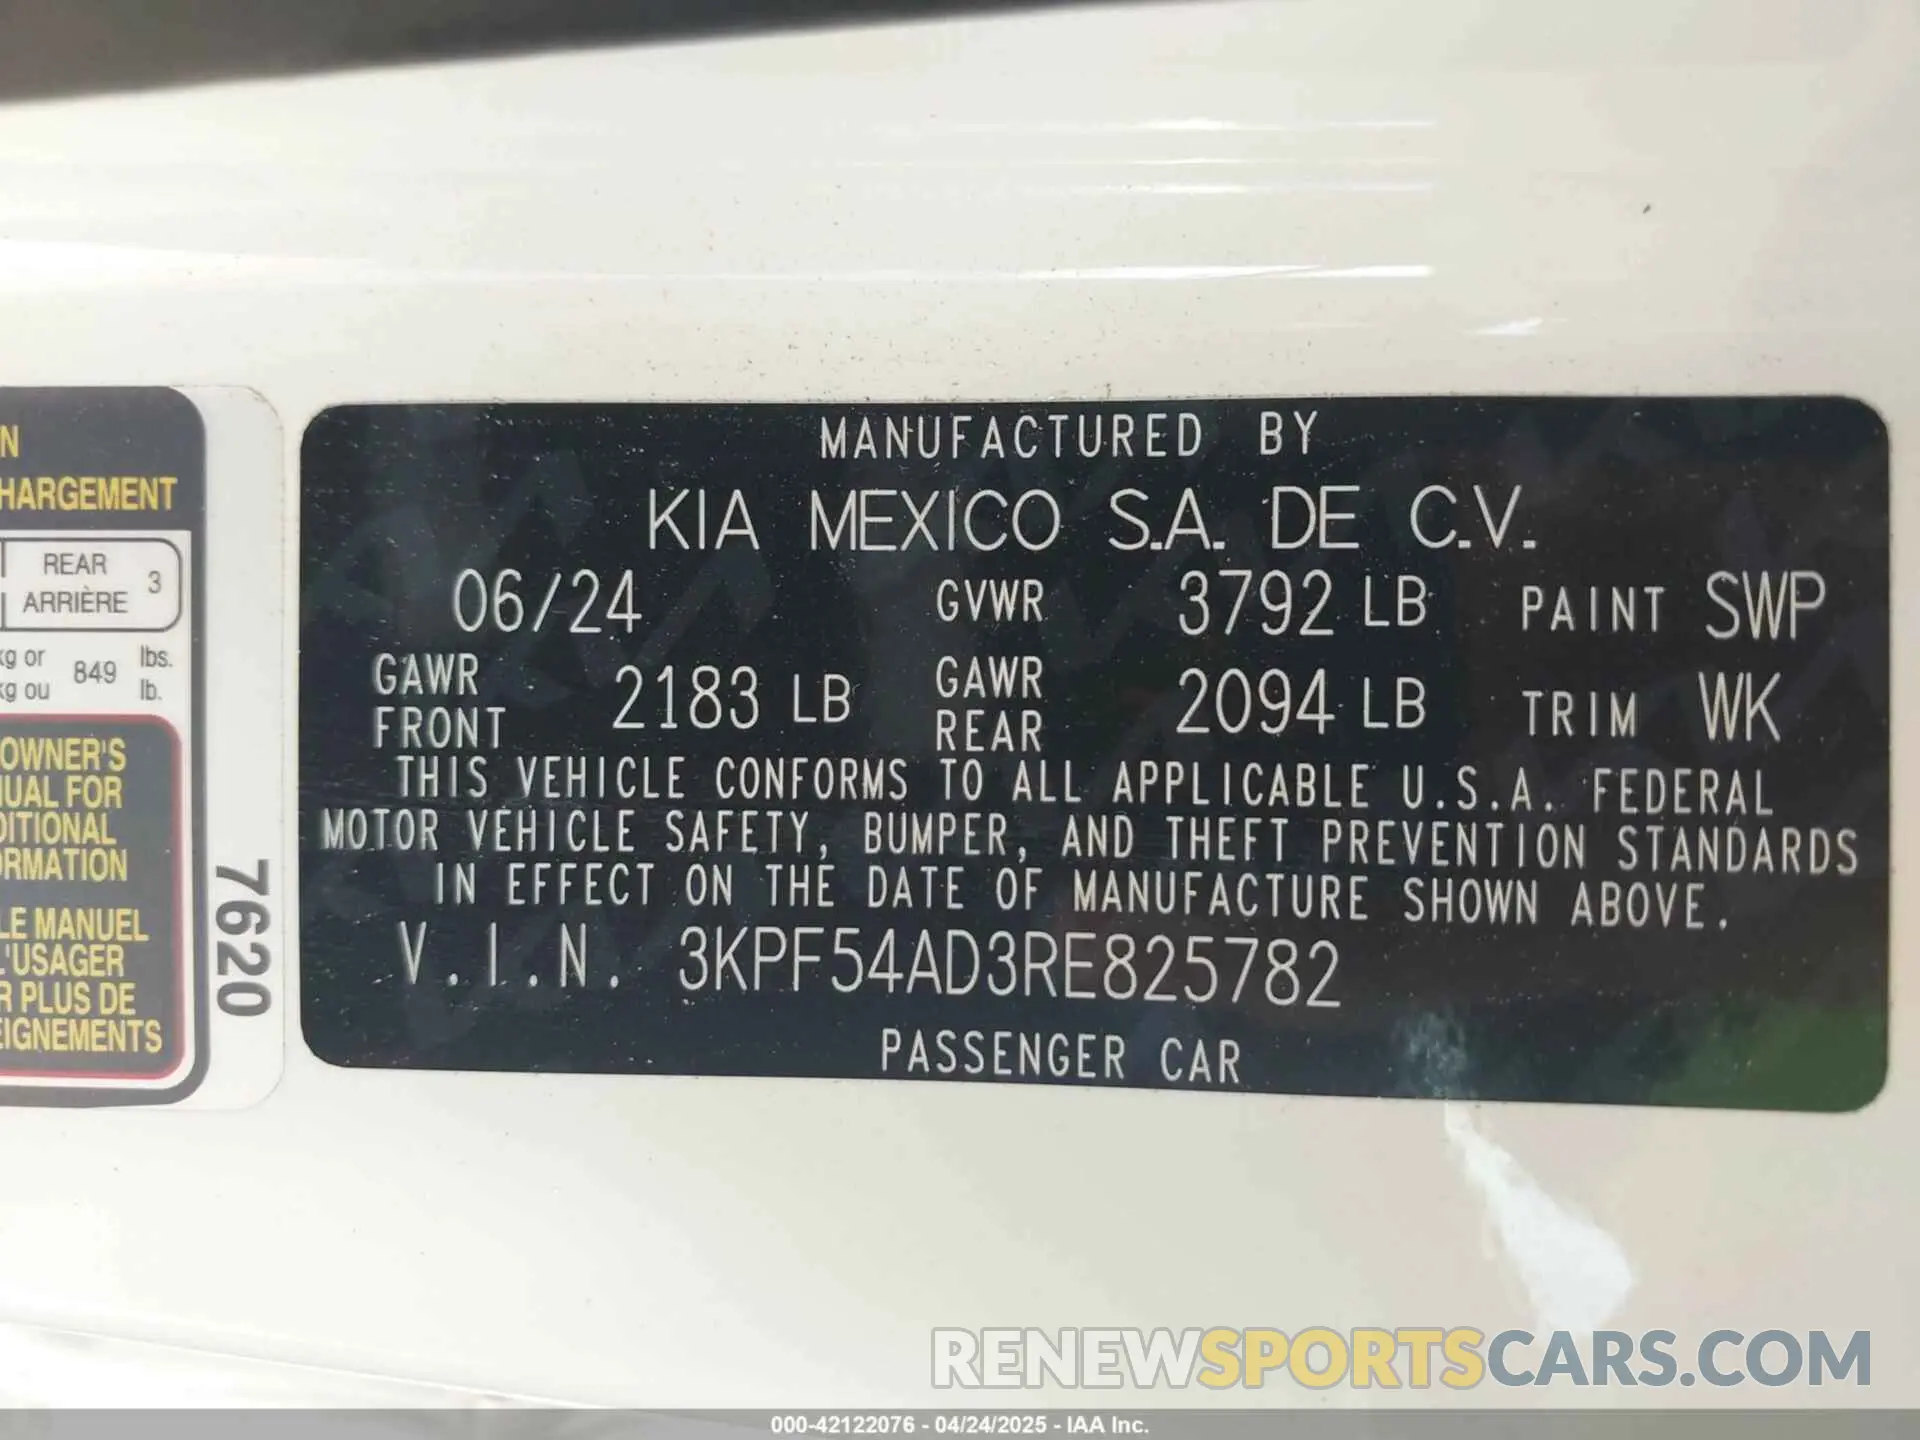 N
HARGEMENT
REAR
ARRIÈRE 3
kg or 849 lbs.
kg ou lb.
OWNER'S
UAL FOR
DITIONAL
ORMATION
LE MANUEL
L'USAGER
R PLUS DE
EIGNEMENTS
7620
MANUFACTURED BY
KIA MEXICO S.A. DE C.V.
06/24 GVWR 3792 LB PAINT SWP
GAWR FRONT 2183 LB GAWR REAR 2094 LB TRIM WK
THIS VEHICLE CONFORMS TO ALL APPLICABLE U.S.A. FEDERAL
MOTOR VEHICLE SAFETY, BUMPER, AND THEFT PREVENTION STANDARDS
IN EFFECT ON THE DATE OF MANUFACTURE SHOWN ABOVE.
V.I.N. 3KPF54AD3RE825782
PASSENGER CAR
RENEWSPORTSCARS.COM
000-42122076 - 04/24/2025 - IAA Inc.